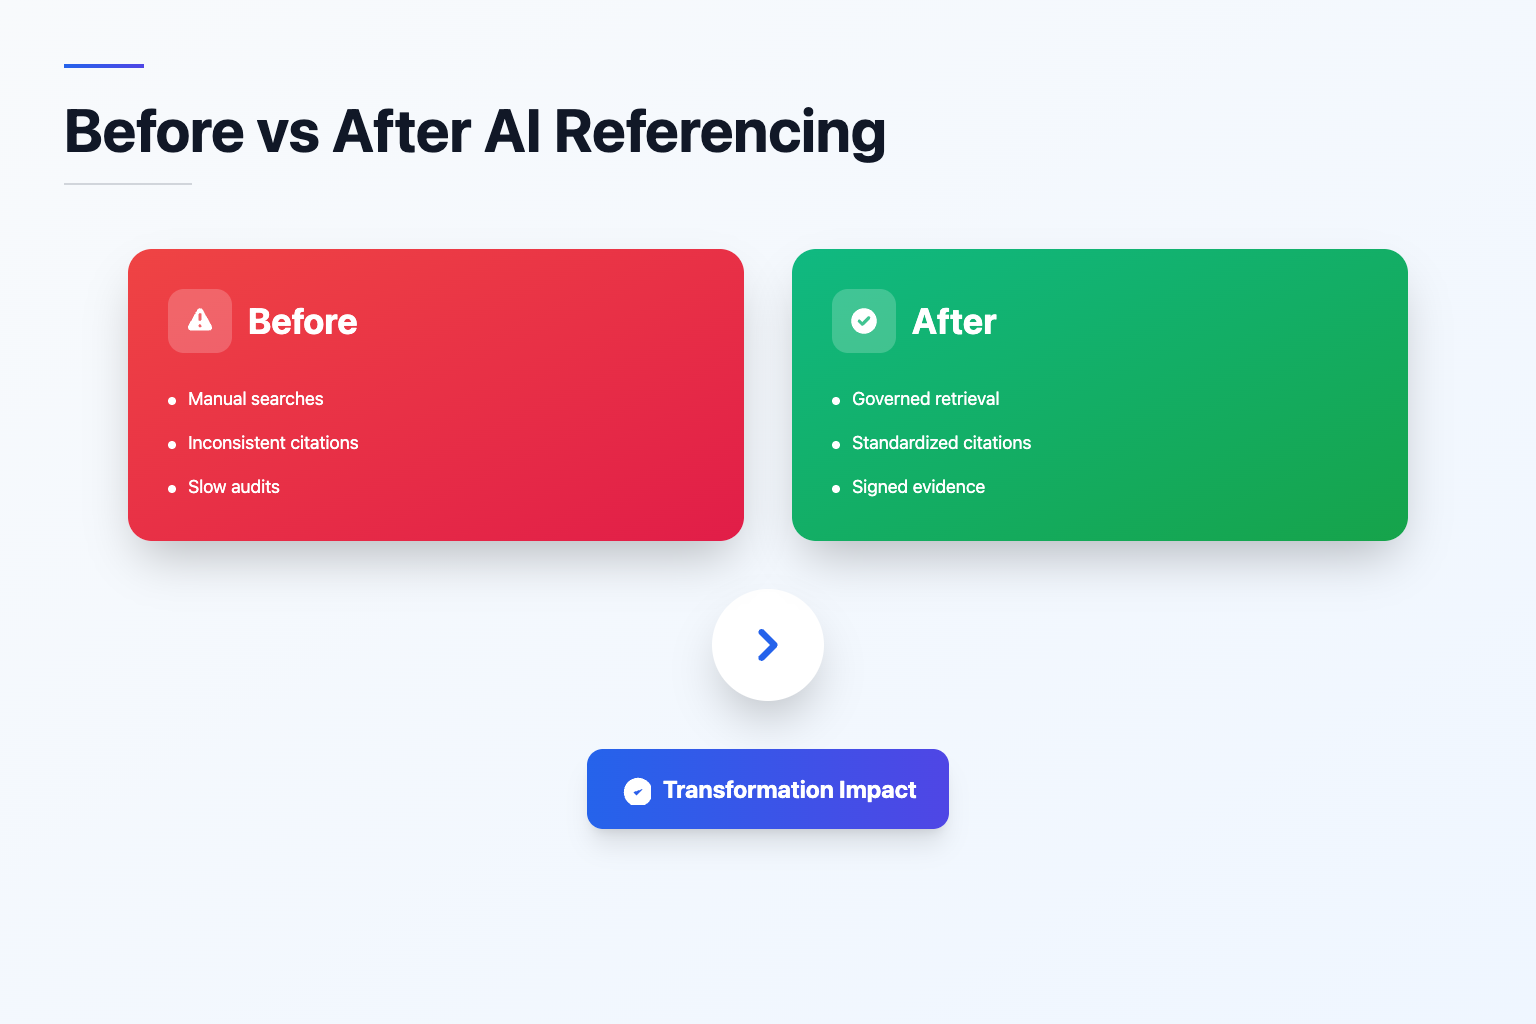 Before vs After AI Referencing
Before
Manual searches
Inconsistent citations
Slow audits
After
Governed retrieval
Standardized citations
Signed evidence
Transformation Impact